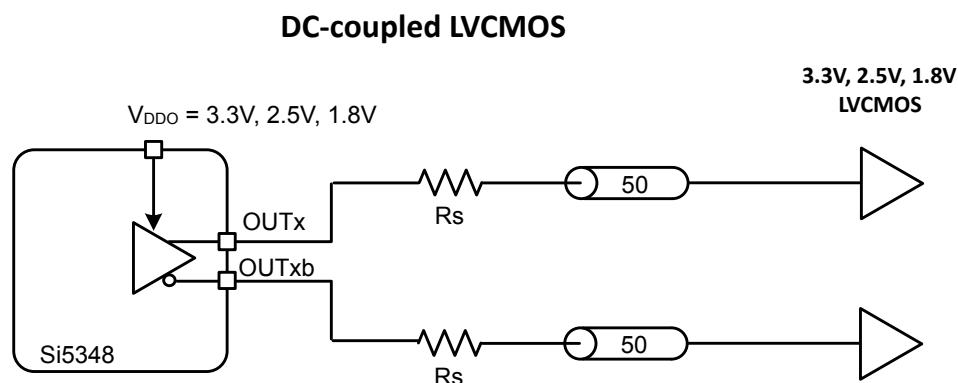 DC-coupled LVCMOS
3.3V, 2.5V, 1.8V
LVCMOS
VDDO = 3.3V, 2.5V, 1.8V
50
Rs
OUTx
OUTxb
50
Rs
Si5348